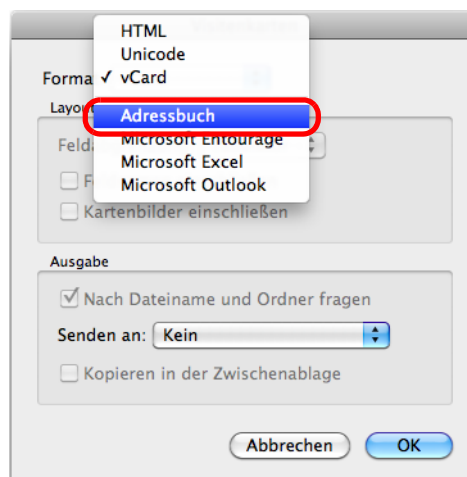 HTML
Unicode
Forma ✓ vCard
Layou
Adressbuch
Feld
Microsoft Entourage
Microsoft Excel
F
Microsoft Outlook
Kartenbilder einschließen
Ausgabe
Nach Dateiname und Ordner fragen
Senden an: Kein
Kopieren in der Zwischenablage
Abbrechen OK